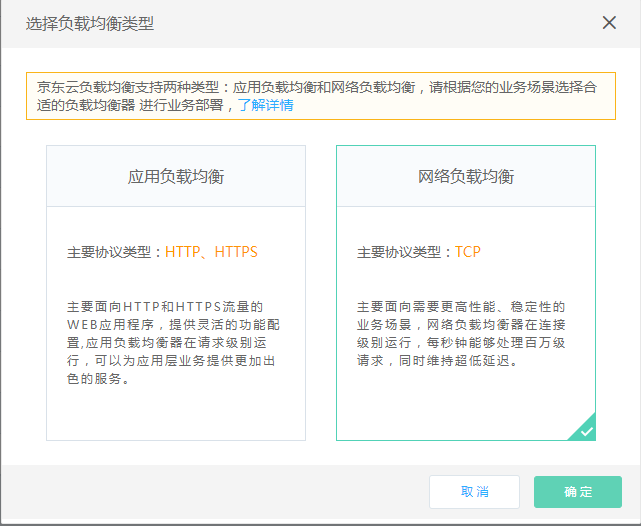 选择负载均衡类型
京东云负载均衡支持两种类型：应用负载均衡和网络负载均衡，请根据您的业务场景选择合
适的负载均衡器 进行业务部署，了解详情
应用负载均衡
主要协议类型：HTTP、HTTPS
主要面向HTTP和HTTPS流量的
WEB应用程序，提供灵活的功能配
置,应用负载均衡器在请求级别运
行，可以为应用层业务提供更加出
色的服务。
网络负载均衡
主要协议类型：TCP
主要面向需要更高性能、稳定性的
业务场景，网络负载均衡器在连接
级别运行，每秒钟能够处理百万级
请求，同时维持超低延迟。
取消
确定